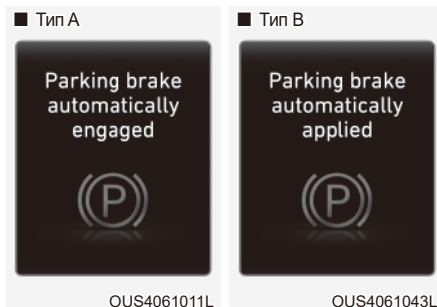 ■ Тип A
Parking brake
automatically
engaged
P
OUS4061011L
■ Тип B
Parking brake
automatically
applied
P
OUS4061043L